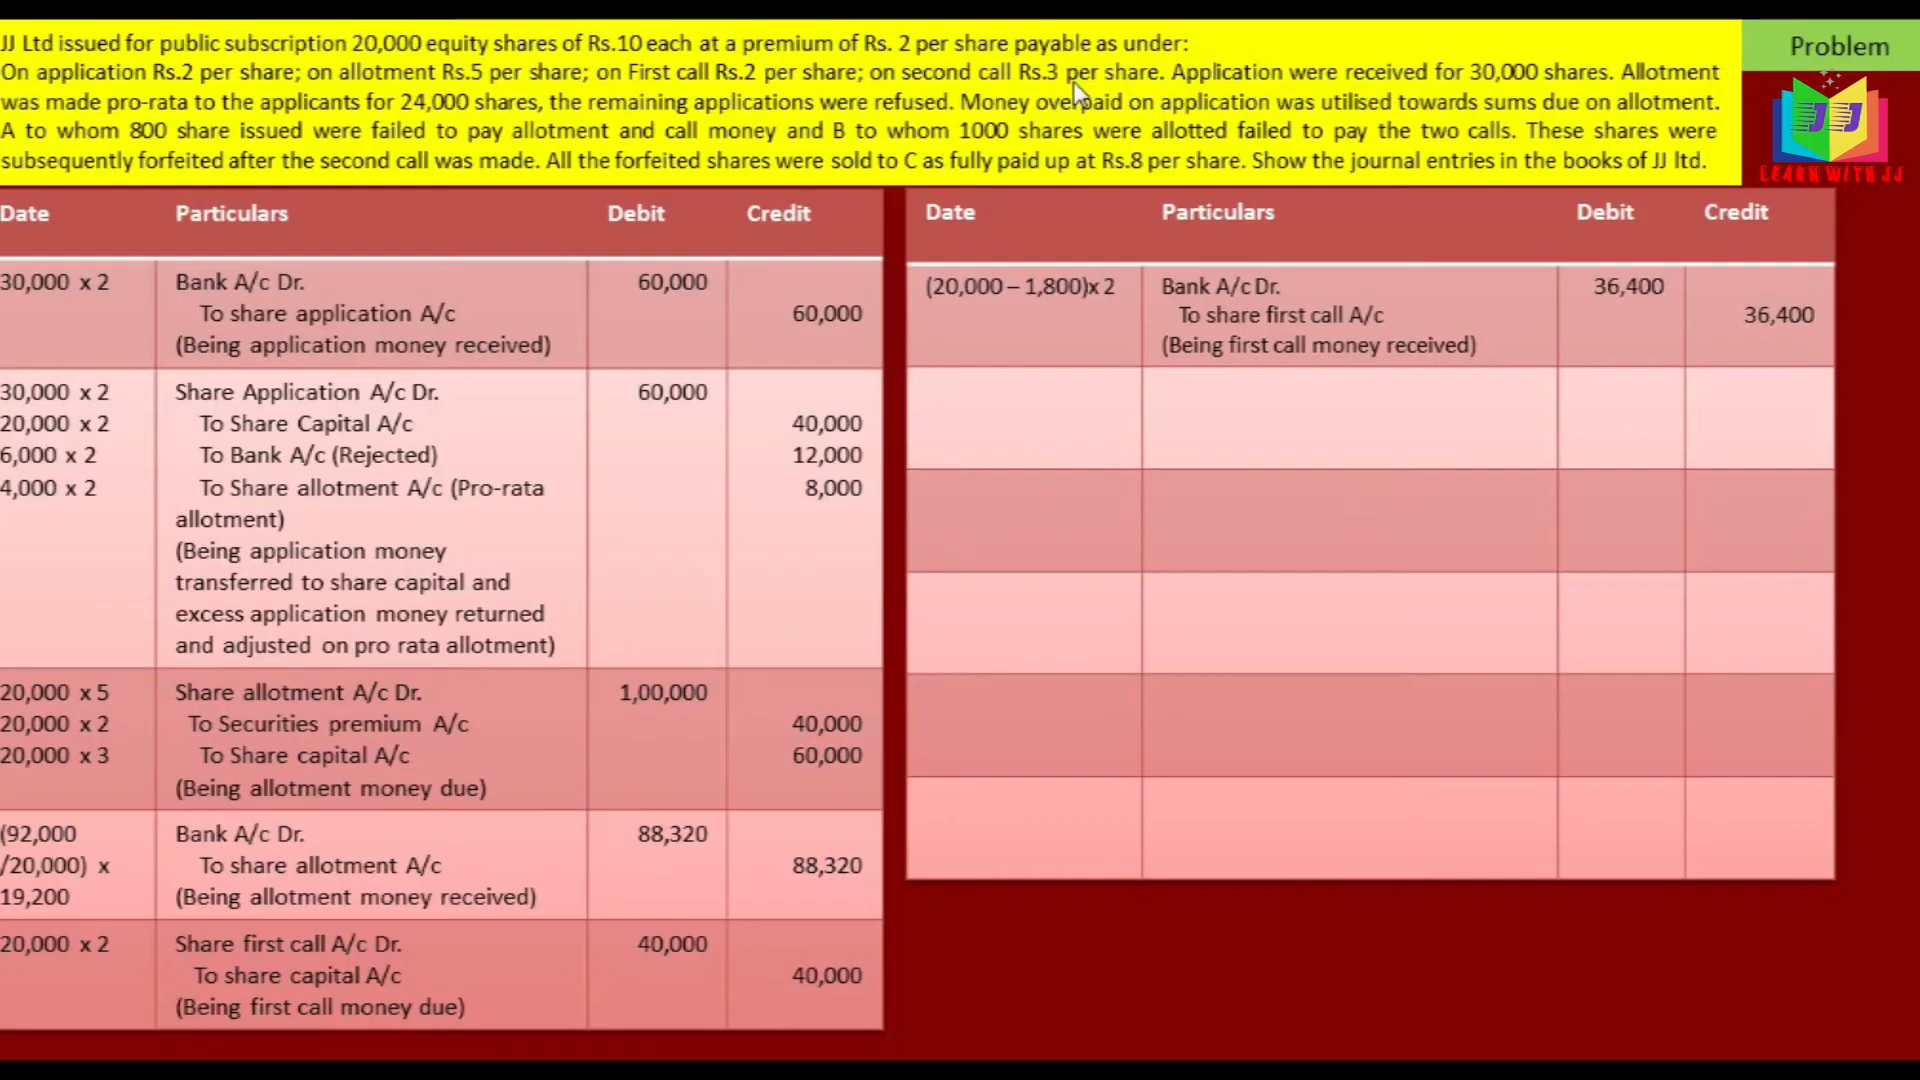 JJ Ltd issued for public subscription 20,000 equity shares of Rs.10 each at a premium of Rs. 2 per share payable as under:
On application Rs.2 per share; on allotment Rs.5 per share; on First call Rs.2 per share; on second call Rs.3 per share. Application were received for 30,000 shares. Allotment
was made pro-rata to the applicants for 24,000 shares, the remaining applications were refused. Money overpaid on application was utilised towards sums due on allotment.
A to whom 800 share issued were failed to pay allotment and call money and B to whom 1000 shares were allotted failed to pay the two calls. These shares were
subsequently forfeited after the second call was made. All the forfeited shares were sold to C as fully paid up at Rs.8 per share. Show the journal entries in the books of JJ ltd.
Problem
JJ
LEARN WITH JJ
Date Particulars Debit Credit
30,000 x 2 Bank A/c Dr. 60,000
To share application A/c 60,000
(Being application money received)
30,000 x 2 Share Application A/c Dr. 60,000
20,000 x 2 To Share Capital A/c 40,000
6,000 x 2 To Bank A/c (Rejected) 12,000
4,000 x 2 To Share allotment A/c (Pro-rata 8,000
allotment)
(Being application money
transferred to share capital and
excess application money returned
and adjusted on pro rata allotment)
20,000 x 5 Share allotment A/c Dr. 1,00,000
20,000 x 2 To Securities premium A/c 40,000
20,000 x 3 To Share capital A/c 60,000
(Being allotment money due)
(92,000 Bank A/c Dr. 88,320
/20,000) x To share allotment A/c 88,320
19,200 (Being allotment money received)
20,000 x 2 Share first call A/c Dr. 40,000
To share capital A/c 40,000
(Being first call money due)
Date Particulars Debit Credit
(20,000 – 1,800)x 2 Bank A/c Dr. 36,400
To share first call A/c 36,400
(Being first call money received)